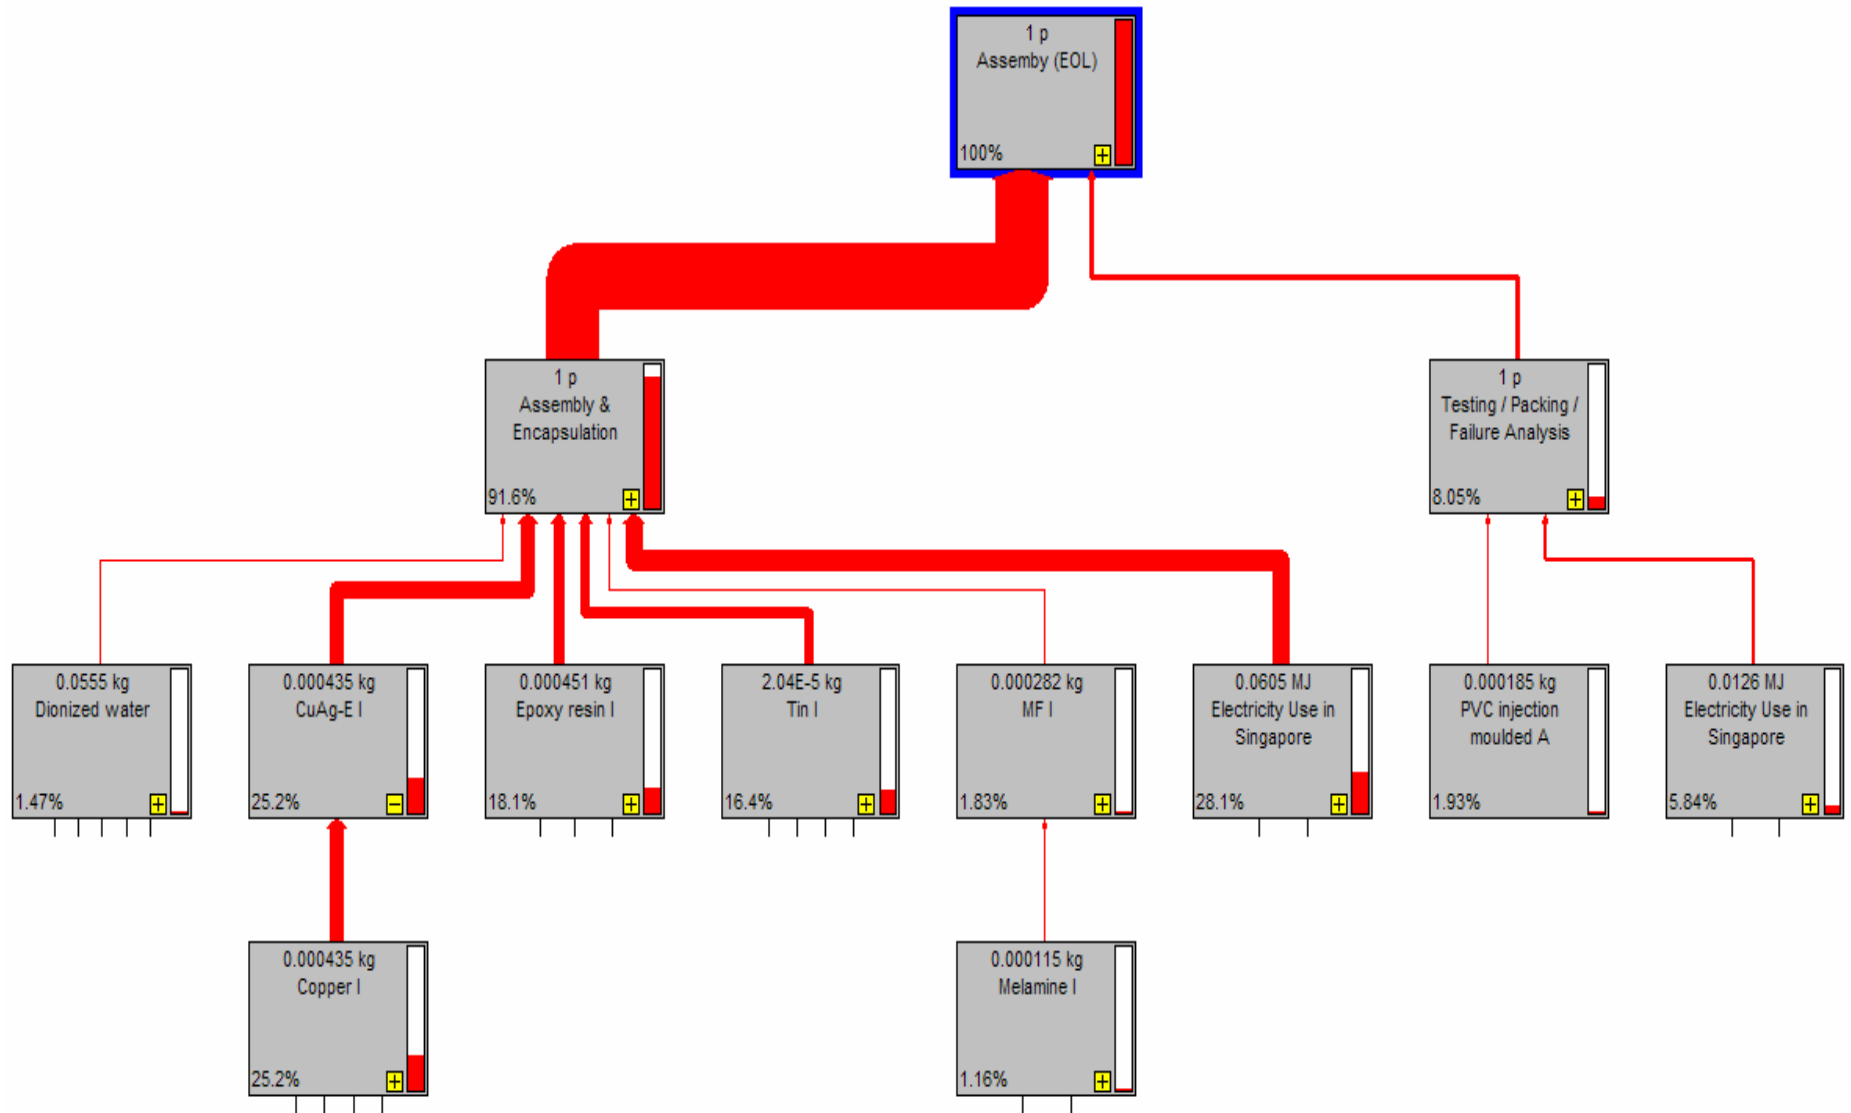 1 p
Assemby (EOL)
100%
1 p
Assembly &
Encapsulation
91.6%
1 p
Testing / Packing /
Failure Analysis
8.05%
0.0555 kg
Dionized water
1.47%
0.000435 kg
CuAg-E I
25.2%
0.000451 kg
Epoxy resin I
18.1%
2.04E-5 kg
Tin I
16.4%
0.000282 kg
MF I
1.83%
0.0605 MJ
Electricity Use in
Singapore
28.1%
0.000185 kg
PVC injection
moulded A
1.93%
0.0126 MJ
Electricity Use in
Singapore
5.84%
0.000435 kg
Copper I
25.2%
0.000115 kg
Melamine I
1.16%